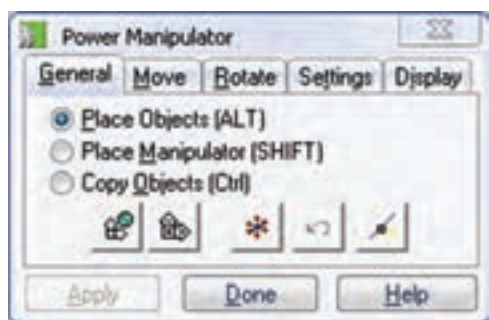 Power Manipulator
General Move Rotate Settings Display
Place Objects (ALT)
Place Manipulator (SHIFT)
Copy Objects (Ctrl)
Apply Done Help